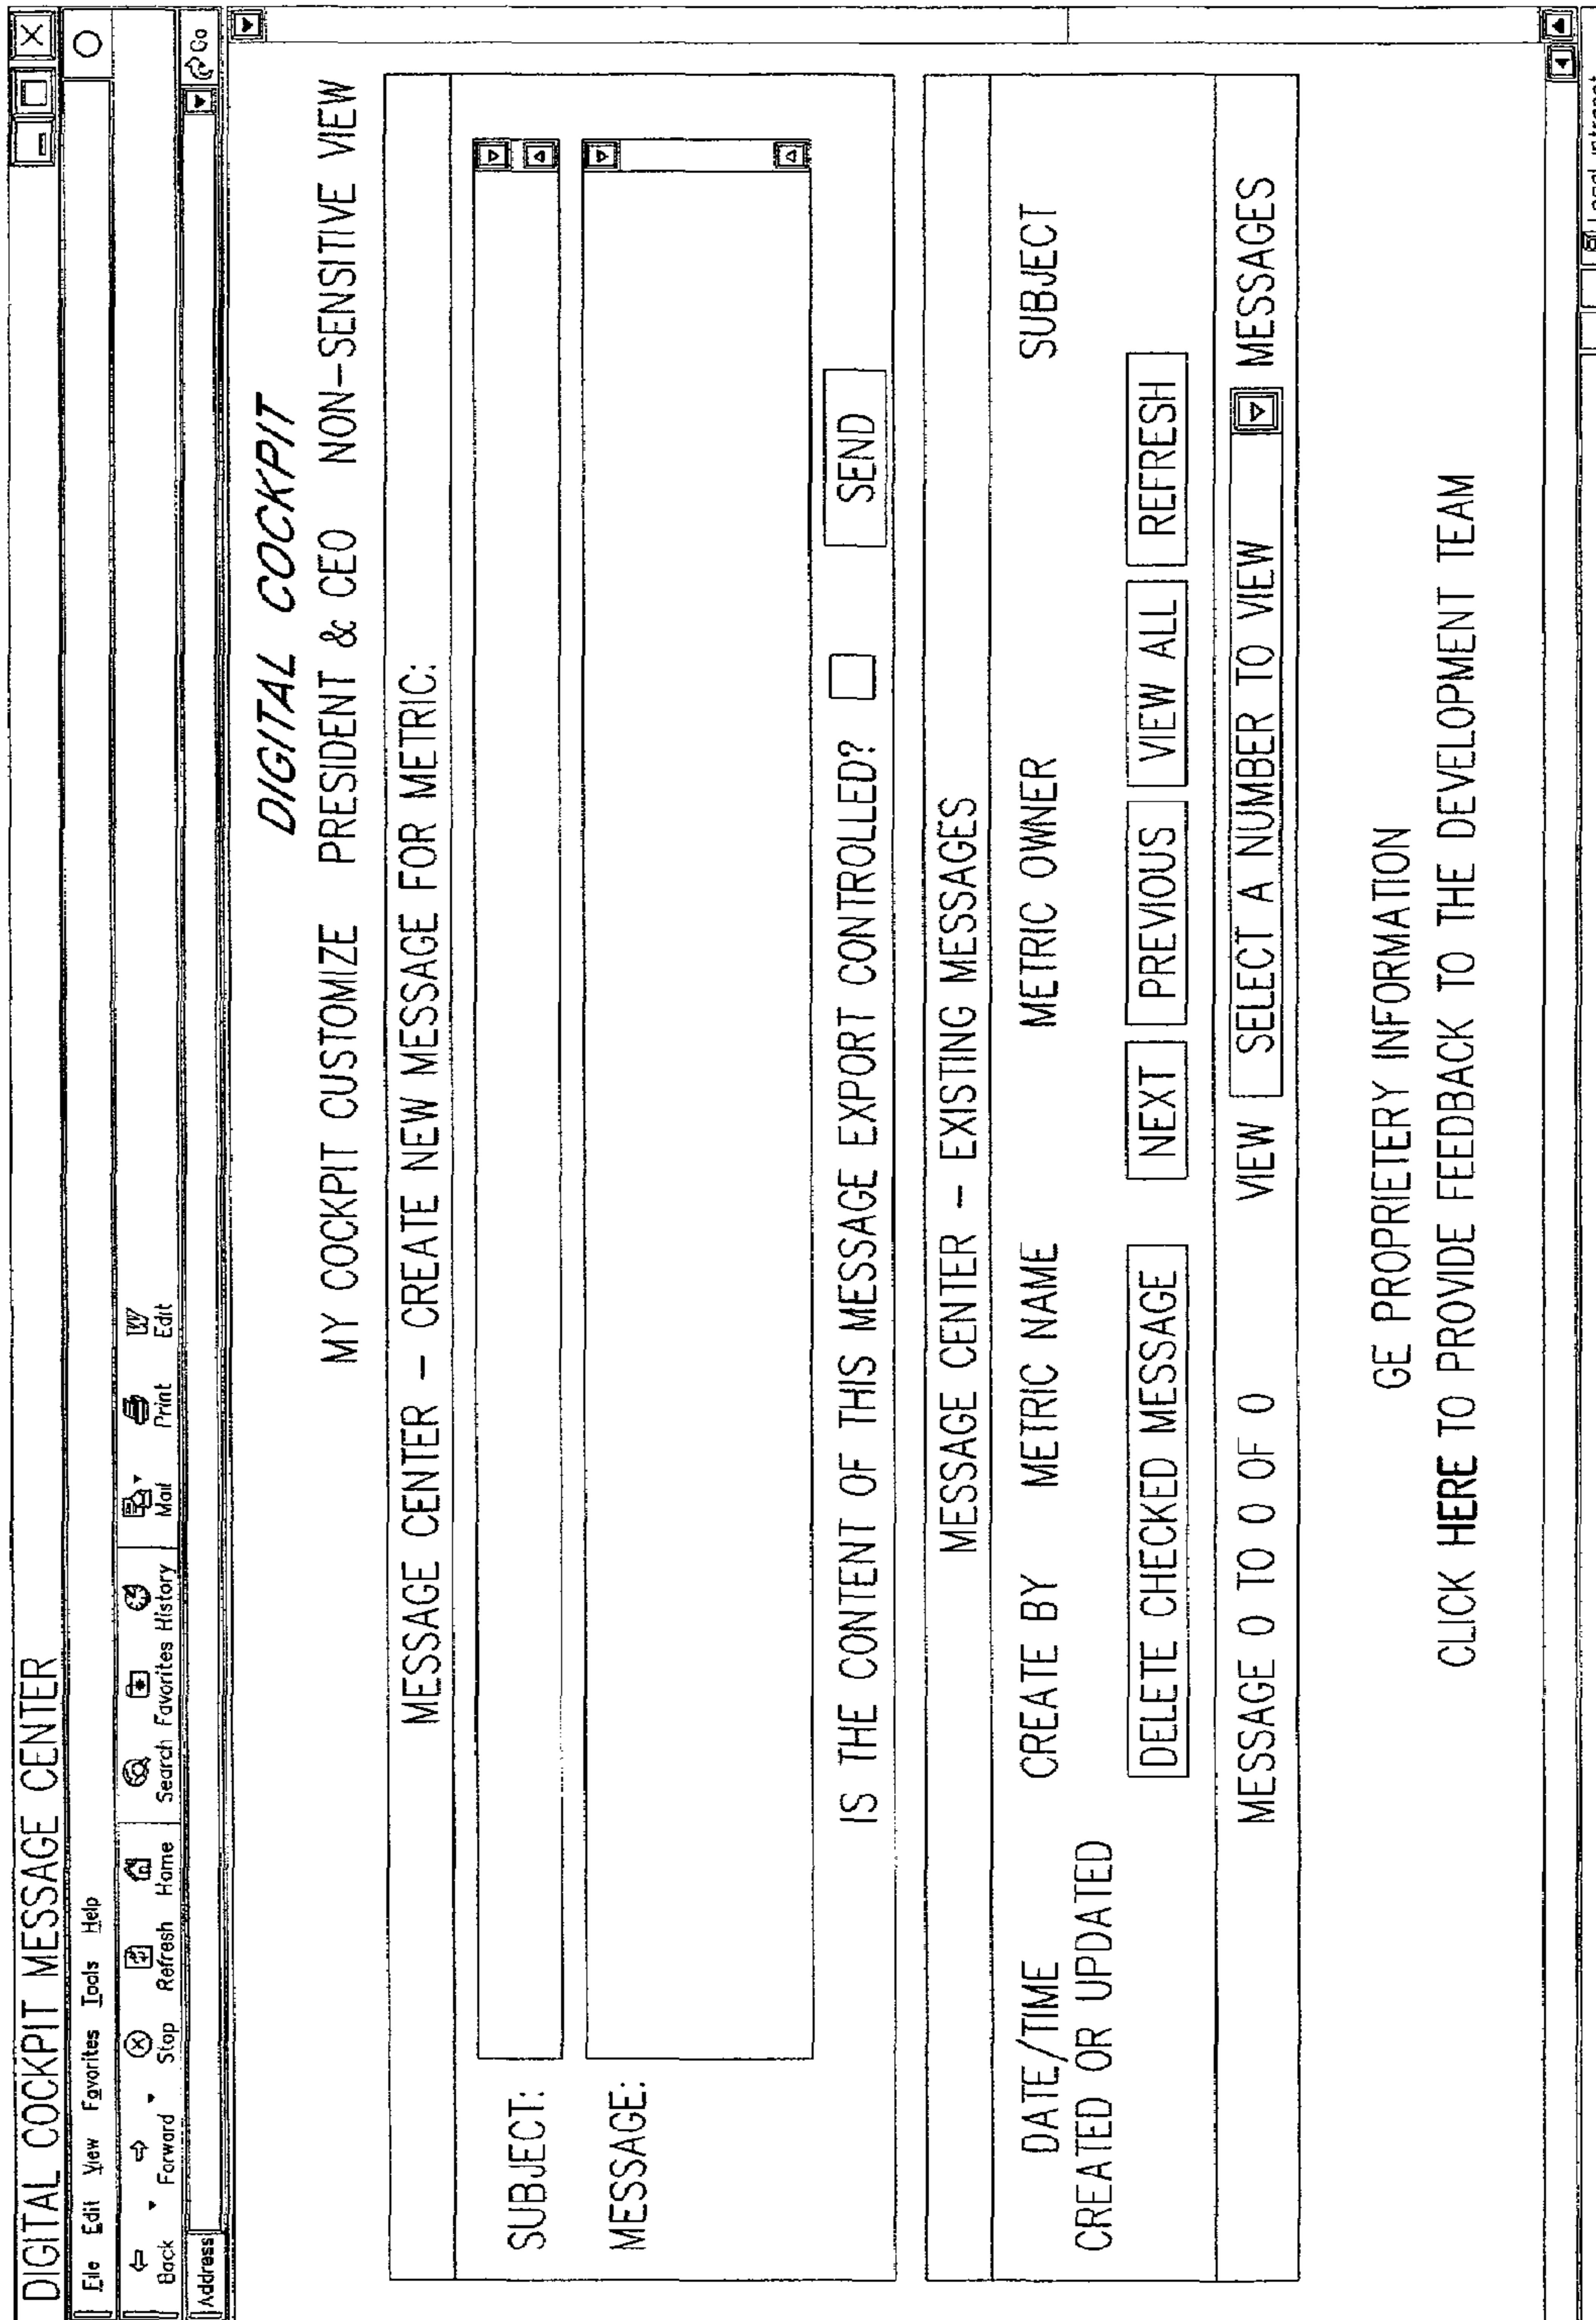 DIGITAL COCKPIT MESSAGE CENTER
File Edit View Favorites Tools Help
Back Forward Stop Refresh Home Search Favorites History Mail Print Edit
Address Go
DIGITAL COCKPIT
MY COCKPIT CUSTOMIZE PRESIDENT & CEO NON-SENSITIVE VIEW
MESSAGE CENTER – CREATE NEW MESSAGE FOR METRIC:
SUBJECT:
MESSAGE:
IS THE CONTENT OF THIS MESSAGE EXPORT CONTROLLED? SEND
MESSAGE CENTER – EXISTING MESSAGES
DATE/TIME CREATE BY METRIC NAME METRIC OWNER SUBJECT
CREATED OR UPDATED
DELETE CHECKED MESSAGE NEXT PREVIOUS VIEW ALL REFRESH
MESSAGE 0 TO 0 OF 0 VIEW SELECT A NUMBER TO VIEW MESSAGES
GE PROPRIETERY INFORMATION
CLICK HERE TO PROVIDE FEEDBACK TO THE DEVELOPMENT TEAM
Local intranet